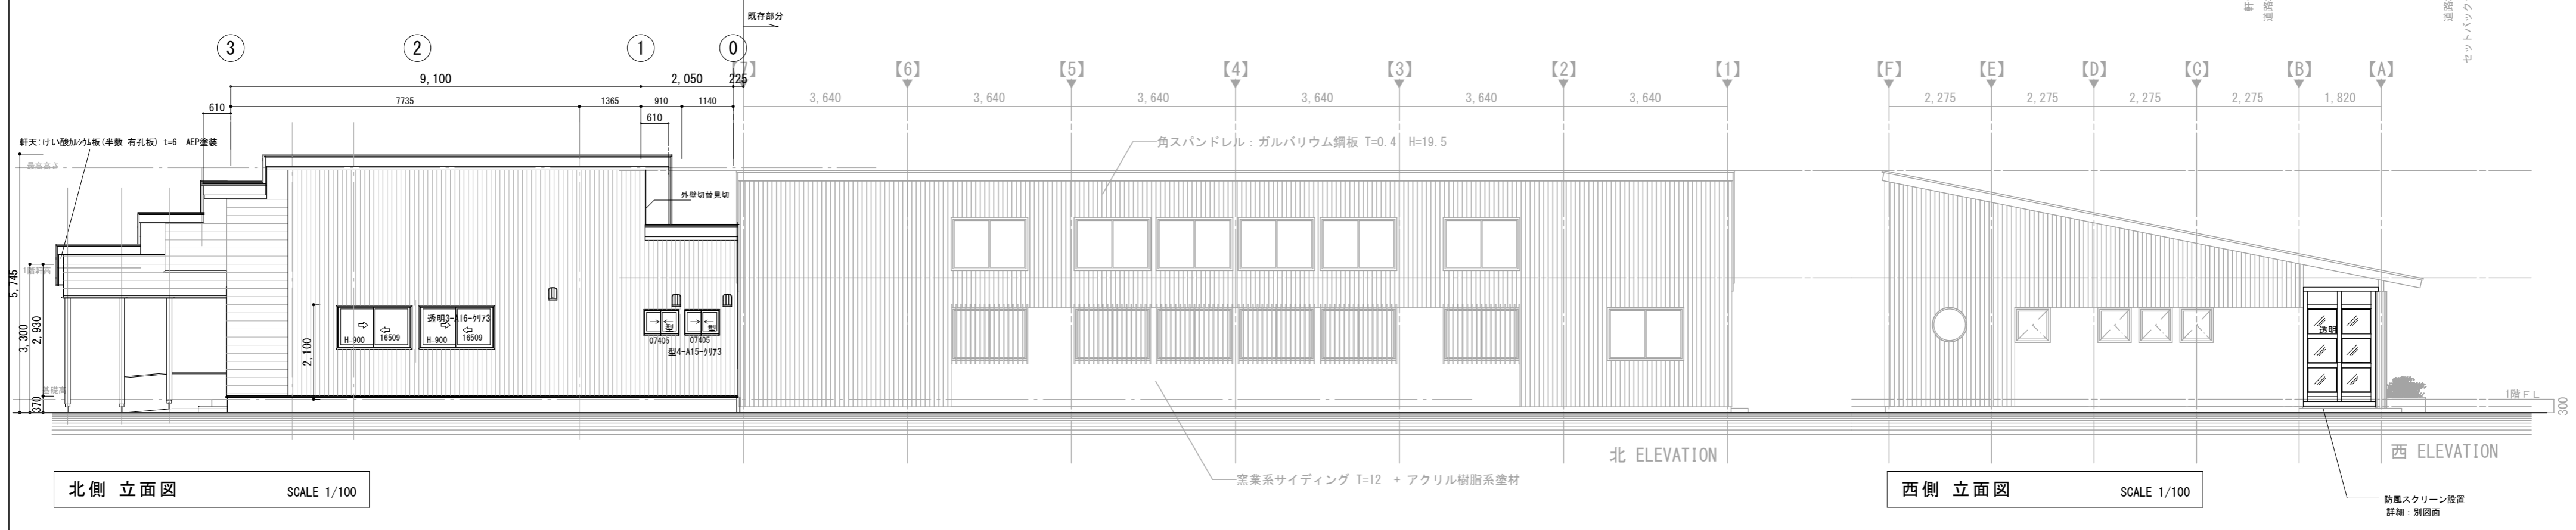 既存部分
軒
道路
道路
セットバック
3
2
1
0
【7】
【6】
【5】
【4】
【3】
【2】
【1】
【F】
【E】
【D】
【C】
【B】
【A】
9,100
2,050
225
3,640
3,640
3,640
3,640
3,640
3,640
2,275
2,275
2,275
2,275
1,820
610
7735
1365
910
1140
610
軒天:けい酸カルシウム板(半数 有孔板) t=6 AEP塗装
角スパンドレル : ガルバリウム鋼板 T=0.4 H=19.5
最高高さ
外壁切替見切
1階軒高
5,745
3,300
2,930
2,100
370
基礎高
透明3-A16-クリア3
H=900
16509
H=900
16509
07405
07405
型4-A15-クリア3
透明
1階FL
300
北 ELEVATION
西 ELEVATION
窯業系サイディング T=12 + アクリル樹脂系塗材
北側 立面図 SCALE 1/100
西側 立面図 SCALE 1/100
防風スクリーン設置
詳細:別図面